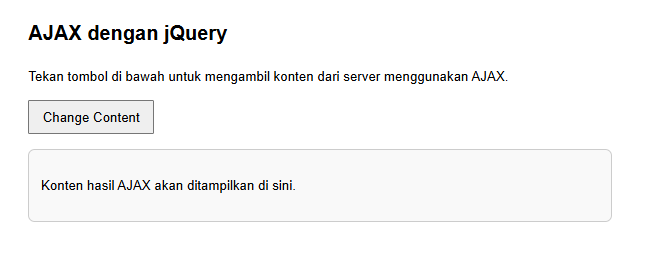 AJAX dengan jQuery
Tekan tombol di bawah untuk mengambil konten dari server menggunakan AJAX.
Change Content
Konten hasil AJAX akan ditampilkan di sini.